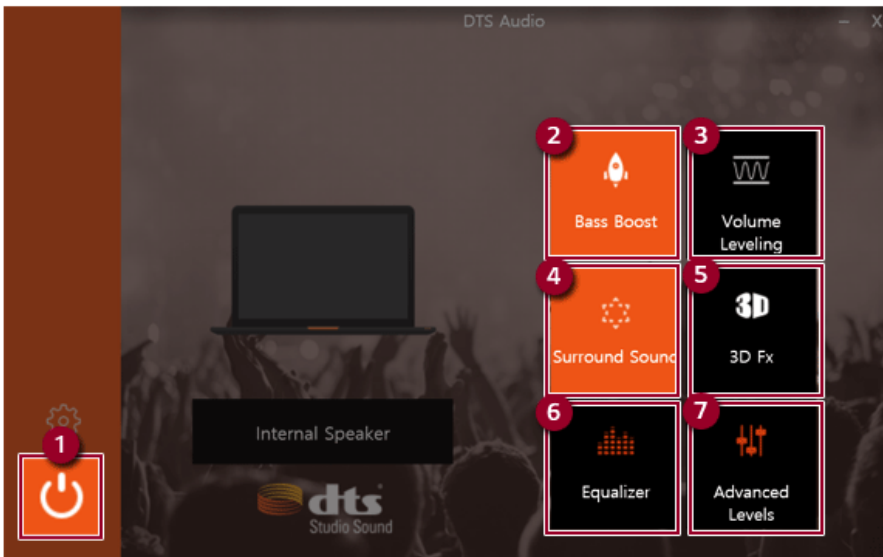 DTS Audio
– X
2
3
Bass Boost
Volume
Leveling
4
5
3D
Surround Sound
3D Fx
6
7
1
Internal Speaker
Equalizer
Advanced
Levels
dts
Studio Sound